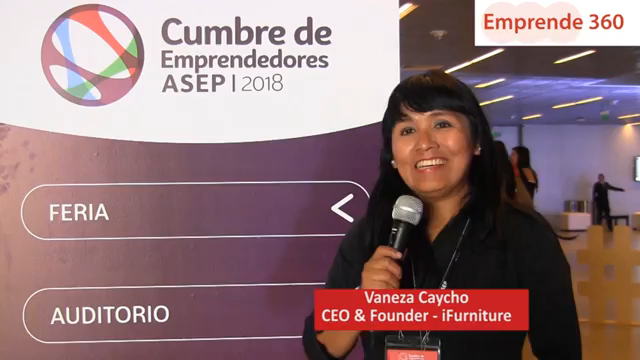 Cumbre de
Emprendedores
ASEP | 2018
Emprende 360
FERIA
<
AUDITORIO
Vaneza Caycho
CEO & Founder - iFurniture